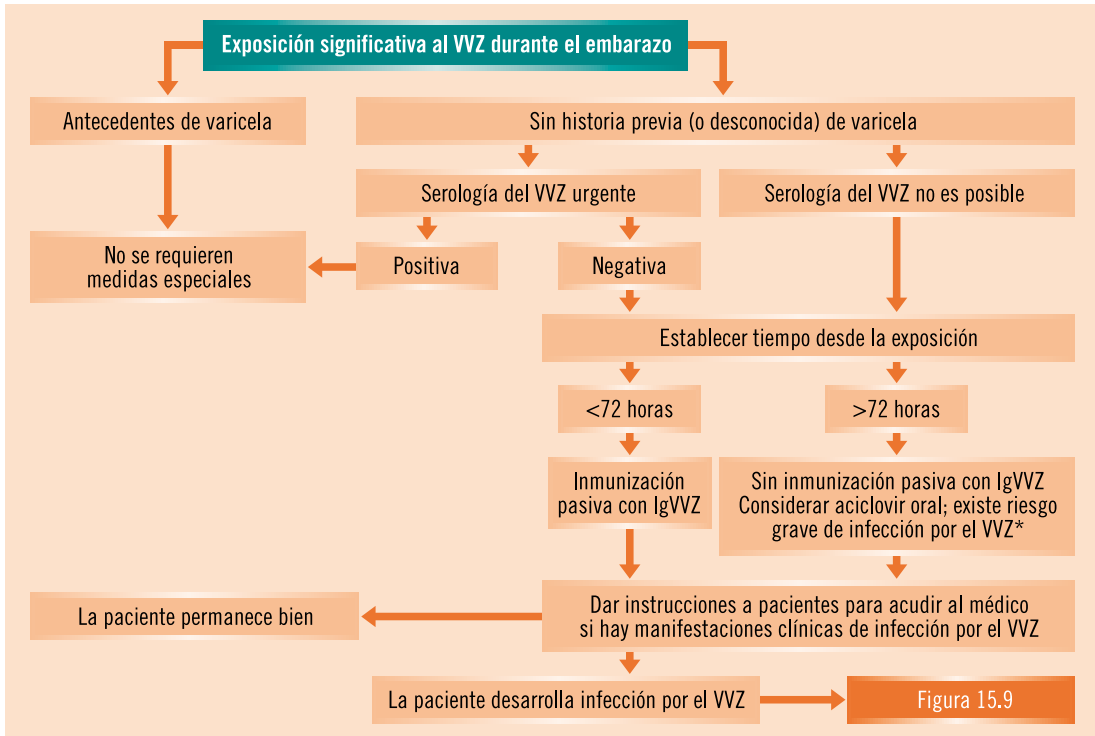 Exposición significativa al VVZ durante el embarazo
Antecedentes de varicela
Sin historia previa (o desconocida) de varicela
Serología del VVZ urgente
Serología del VVZ no es posible
No se requieren
medidas especiales
Positiva
Negativa
Establecer tiempo desde la exposición
<72 horas
>72 horas
Inmunización
pasiva con IgVVZ
Sin inmunización pasiva con IgVVZ
Considerar aciclovir oral; existe riesgo
grave de infección por el VVZ*
La paciente permanece bien
Dar instrucciones a pacientes para acudir al médico
si hay manifestaciones clínicas de infección por el VVZ
La paciente desarrolla infección por el VVZ
Figura 15.9